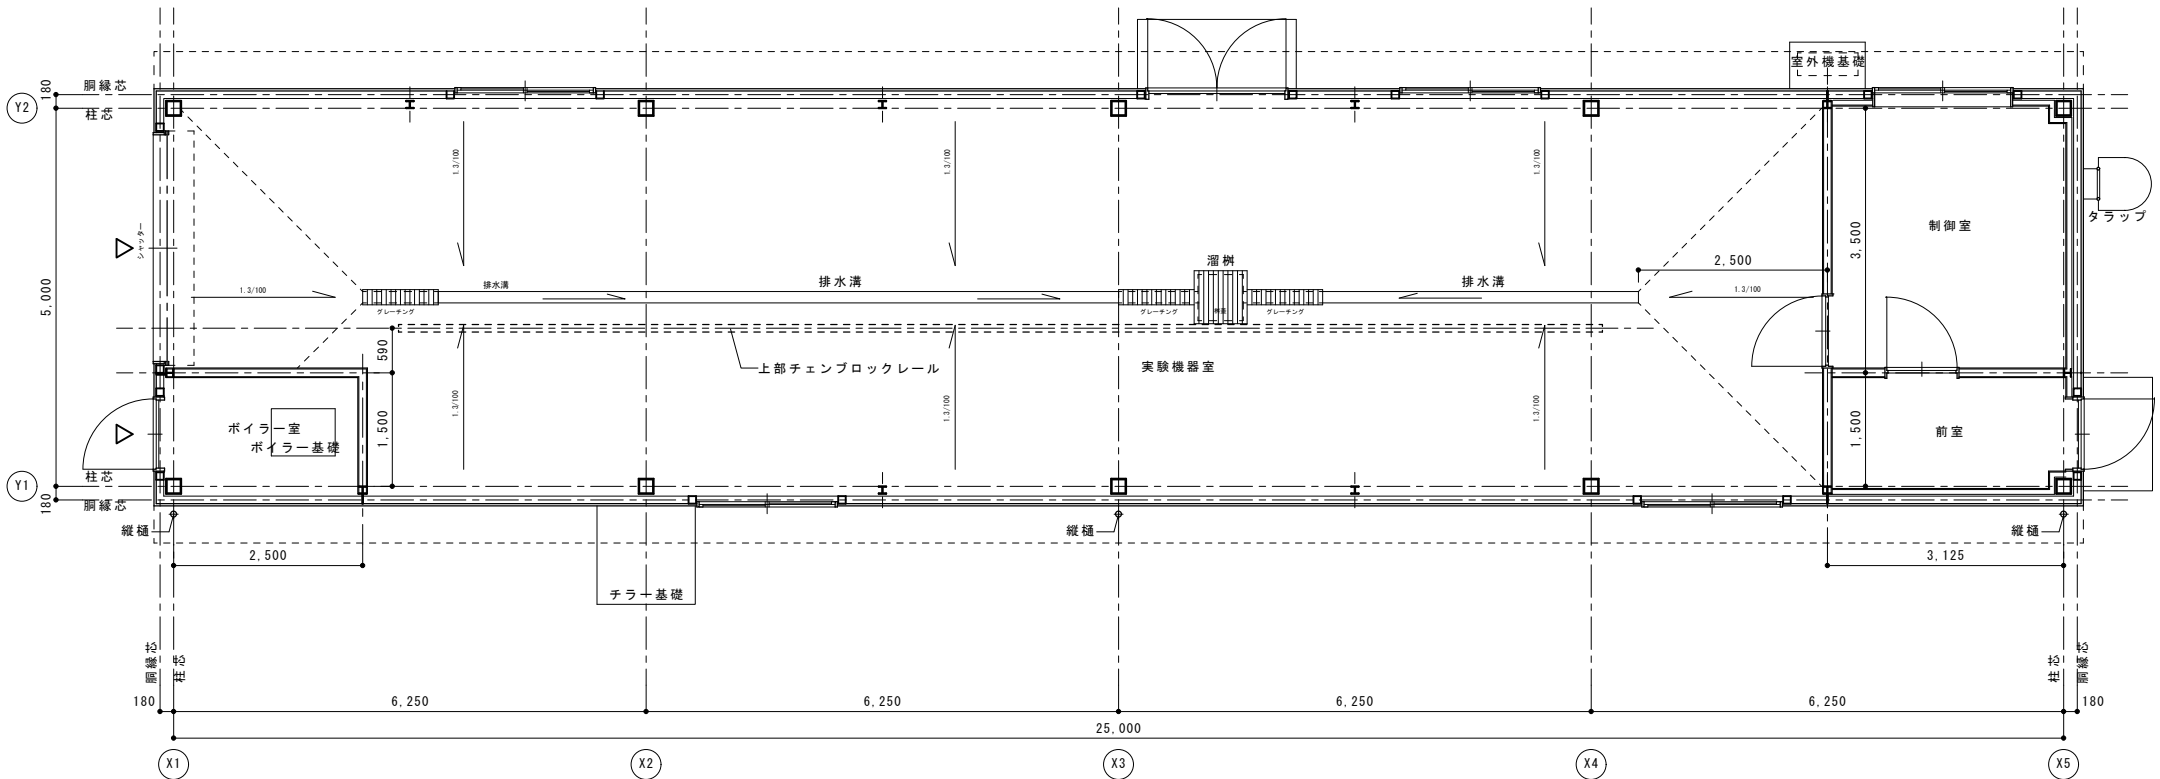 室外機基礎
180
胴縁芯
Y2
柱芯
1.3/100
1.3/100
1.3/100
シャッター
制御室
3,500
タラップ
溜桝
2,500
排水溝
排水溝
排水溝
1.3/100
1.3/100
5,000
グレーチング
グレーチング
桝蓋
グレーチング
590
上部チェンブロックレール
実験機器室
1.3/100
1.3/100
1.3/100
1,500
ボイラー室
ボイラー基礎
1,500
前室
柱芯
Y1
胴縁芯
180
縦樋
縦樋
縦樋
2,500
3,125
チラー基礎
胴縁芯
柱芯
柱芯
胴縁芯
180
6,250
6,250
6,250
6,250
180
25,000
X1
X2
X3
X4
X5